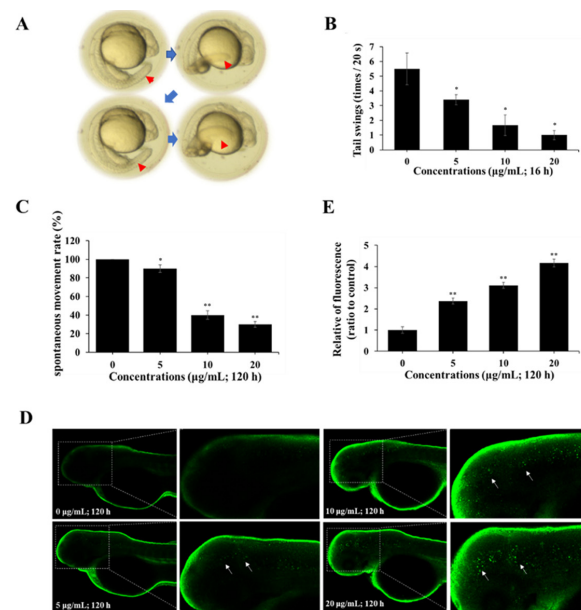 A
B
Tail swings (times / 20 s)
7
6
5
4
3
2
1
0
*
*
*
0 5 10 20
Concentrations (µg/mL; 16 h)
C
spontaneous movement rate (%)
120
100
80
60
40
20
0
*
**
**
0 5 10 20
Concentrations (µg/mL; 120 h)
E
Relative of fluorescence
(ratio to control)
5
4
3
2
1
0
**
**
**
0 5 10 20
Concentrations (µg/mL; 120 h)
D
0 µg/mL; 120 h
10 µg/mL; 120 h
5 µg/mL; 120 h
20 µg/mL; 120 h